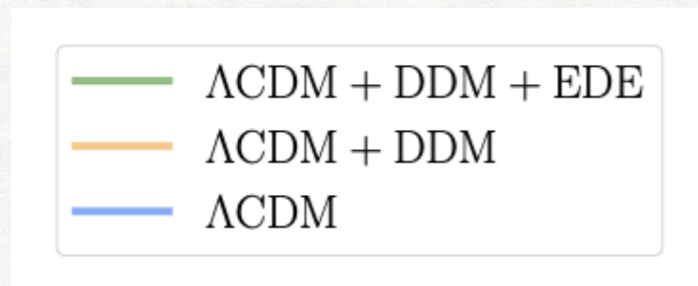 ΛCDM + DDM + EDE
ΛCDM + DDM
ΛCDM